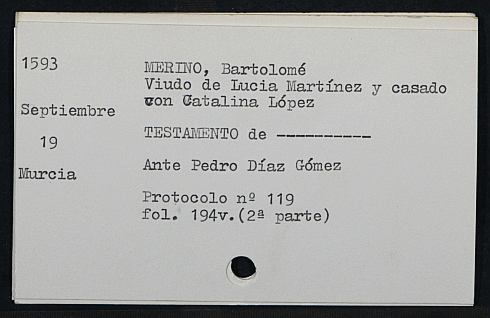 1593
MERINO, Bartolomé
Viudo de Lucia Martínez y casado
con Catalina López
Septiembre
19
TESTAMENTO de ----------
Murcia
Ante Pedro Díaz Gómez
Protocolo nº 119
fol. 194v.(2ª parte)